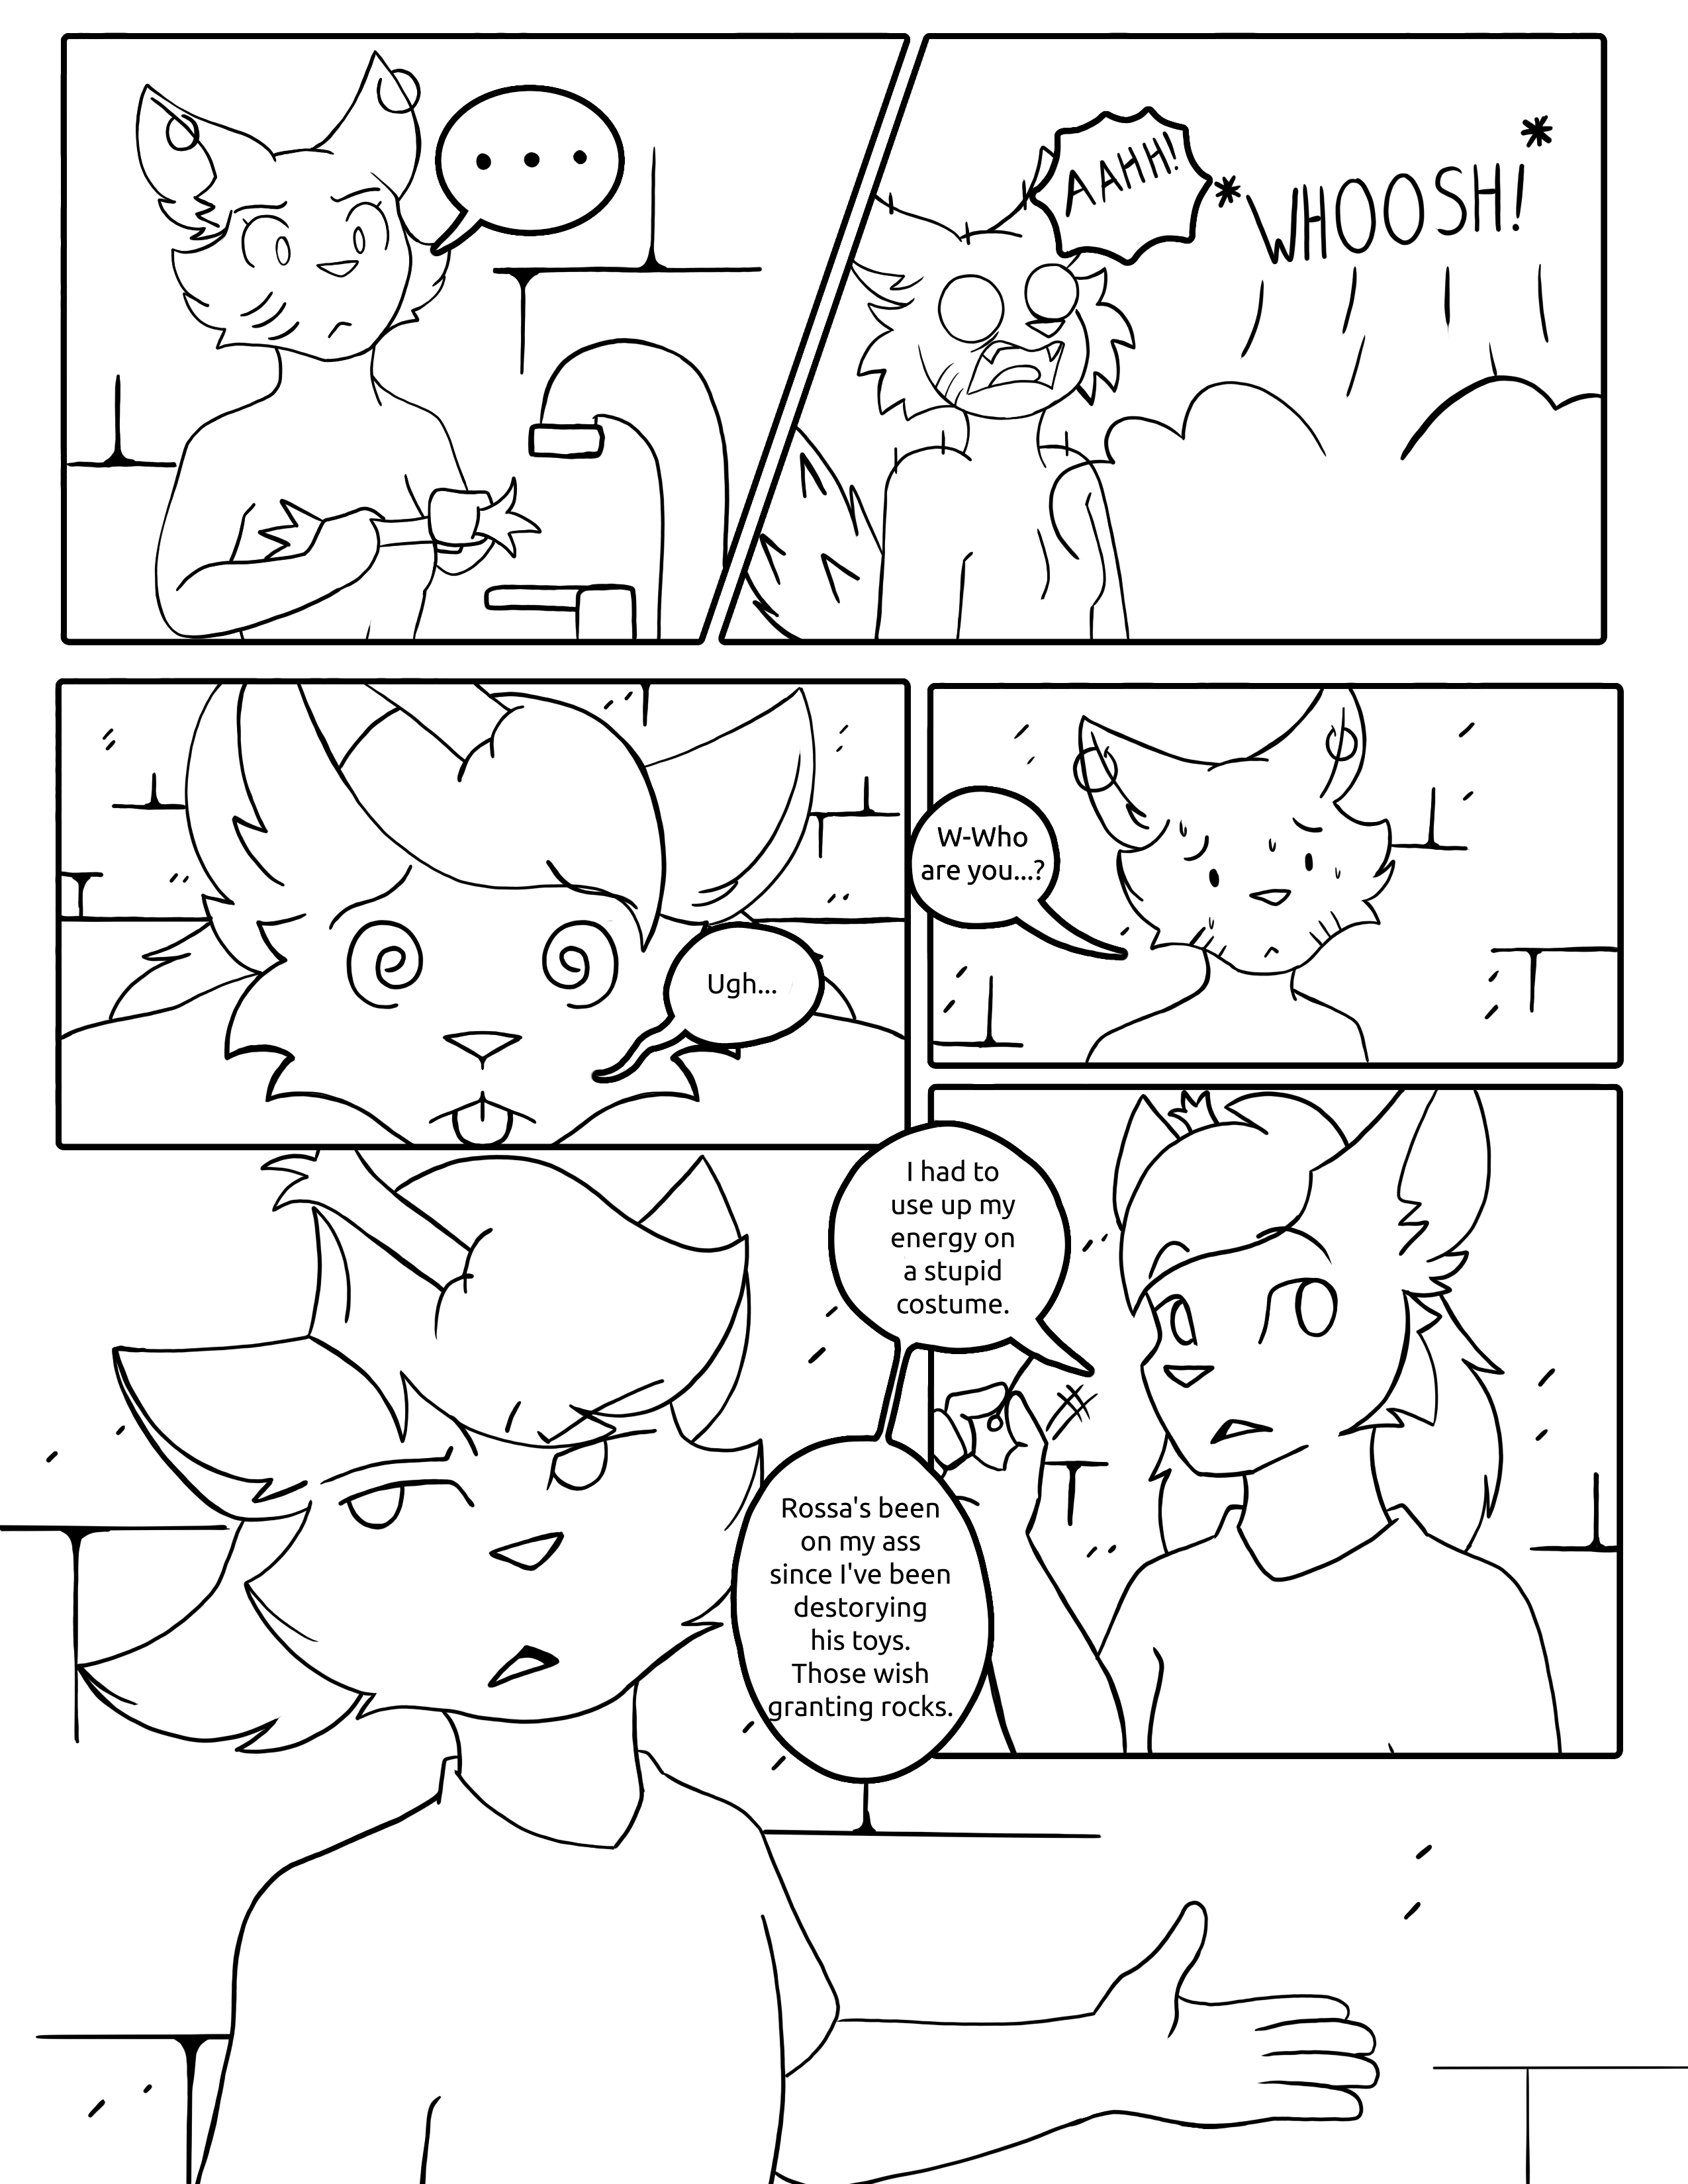 ...
AAHH!
*WHOOSH!*
Ugh...
W-Who
are you...?
I had to
use up my
energy on
a stupid
costume.
Rossa's been
on my ass
since I've been
destorying
his toys.
Those wish
granting rocks.